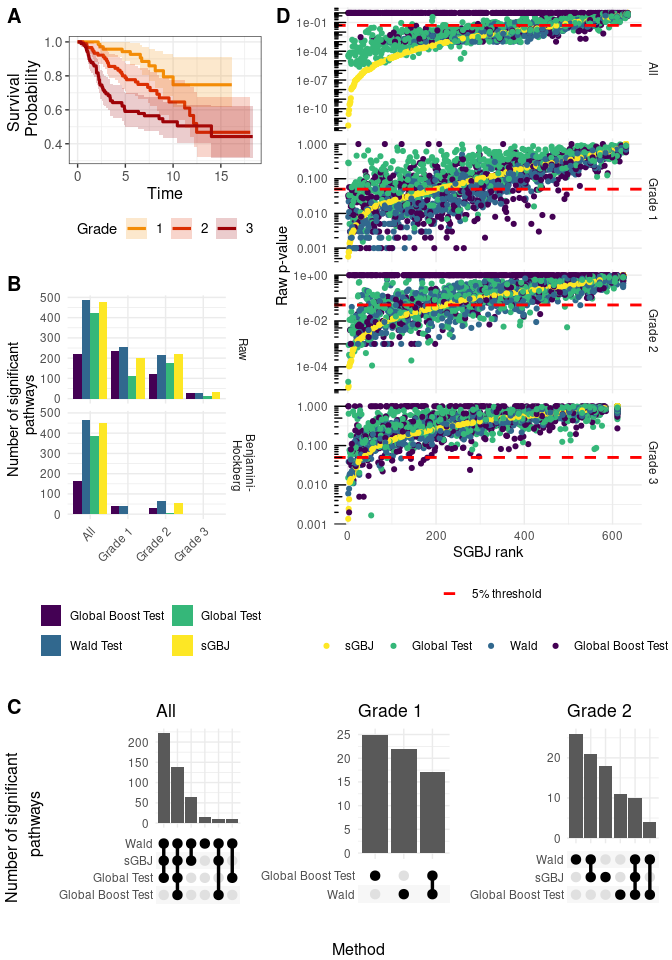 A
1.0
0.8
0.6
0.4
Survival
Probability
0
5
10
15
Time
Grade
1
2
3
B
500
400
300
200
100
0
Raw
500
400
300
200
100
0
Benjamini-
Hockberg
Number of significant
pathways
All
Grade 1
Grade 2
Grade 3
Global Boost Test
Global Test
Wald Test
sGBJ
D
1e-01
1e-04
1e-07
1e-10
All
1.000
0.100
0.010
0.001
Grade 1
Raw p-value
1e+00
1e-02
1e-04
Grade 2
1.000
0.100
0.010
0.001
Grade 3
0
200
400
600
SGBJ rank
5% threshold
sGBJ
Global Test
Wald
Global Boost Test
C
Number of significant
pathways
All
200
150
100
50
0
Wald
sGBJ
Global Test
Global Boost Test
Grade 1
25
20
15
10
5
0
Global Boost Test
Wald
Grade 2
20
10
0
Wald
sGBJ
Global Boost Test
Method